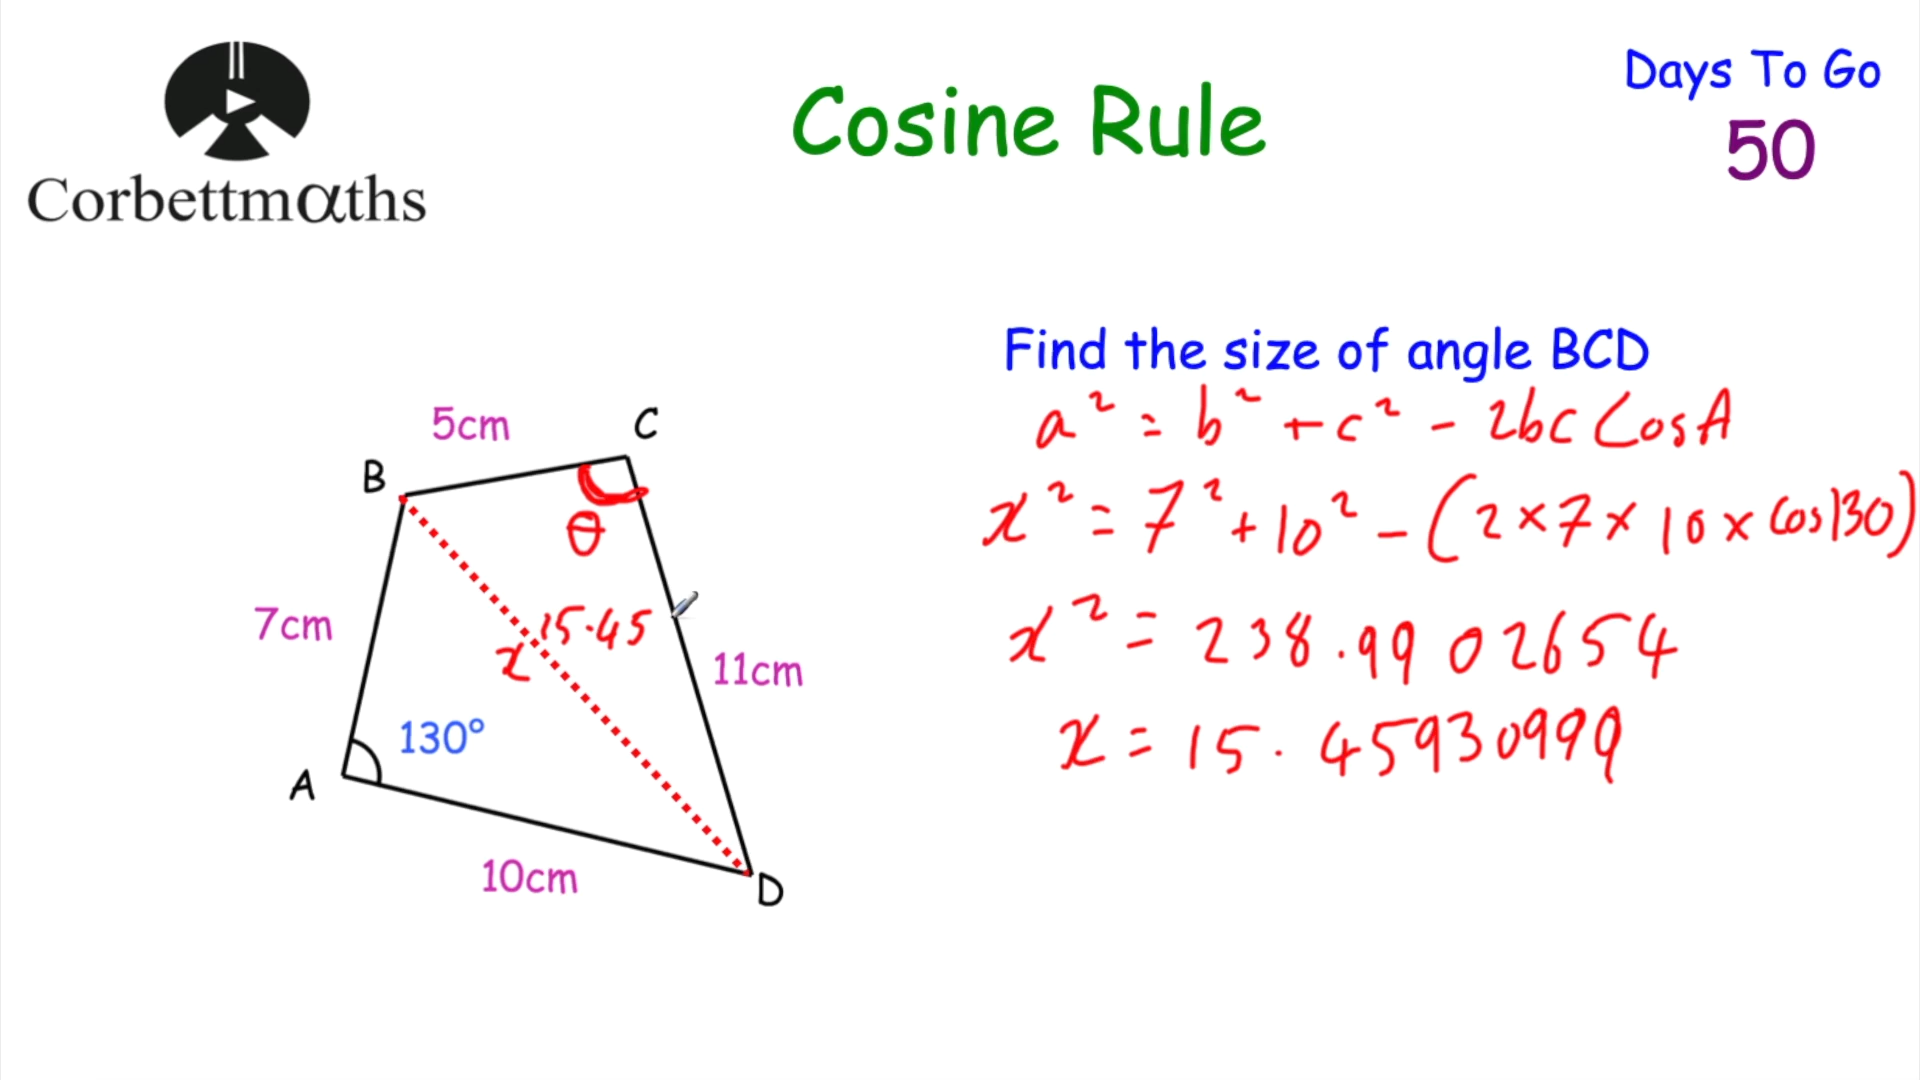 Corbettmαths
Cosine Rule
Days To Go
50
Find the size of angle BCD
a² = b² + c² - 2bc CosA
x² = 7² + 10² - (2 × 7 × 10 × Cos130)
x² = 238.9902654
x = 15.45930999
5cm
C
B
θ
7cm
15.45
x
11cm
130°
A
10cm
D